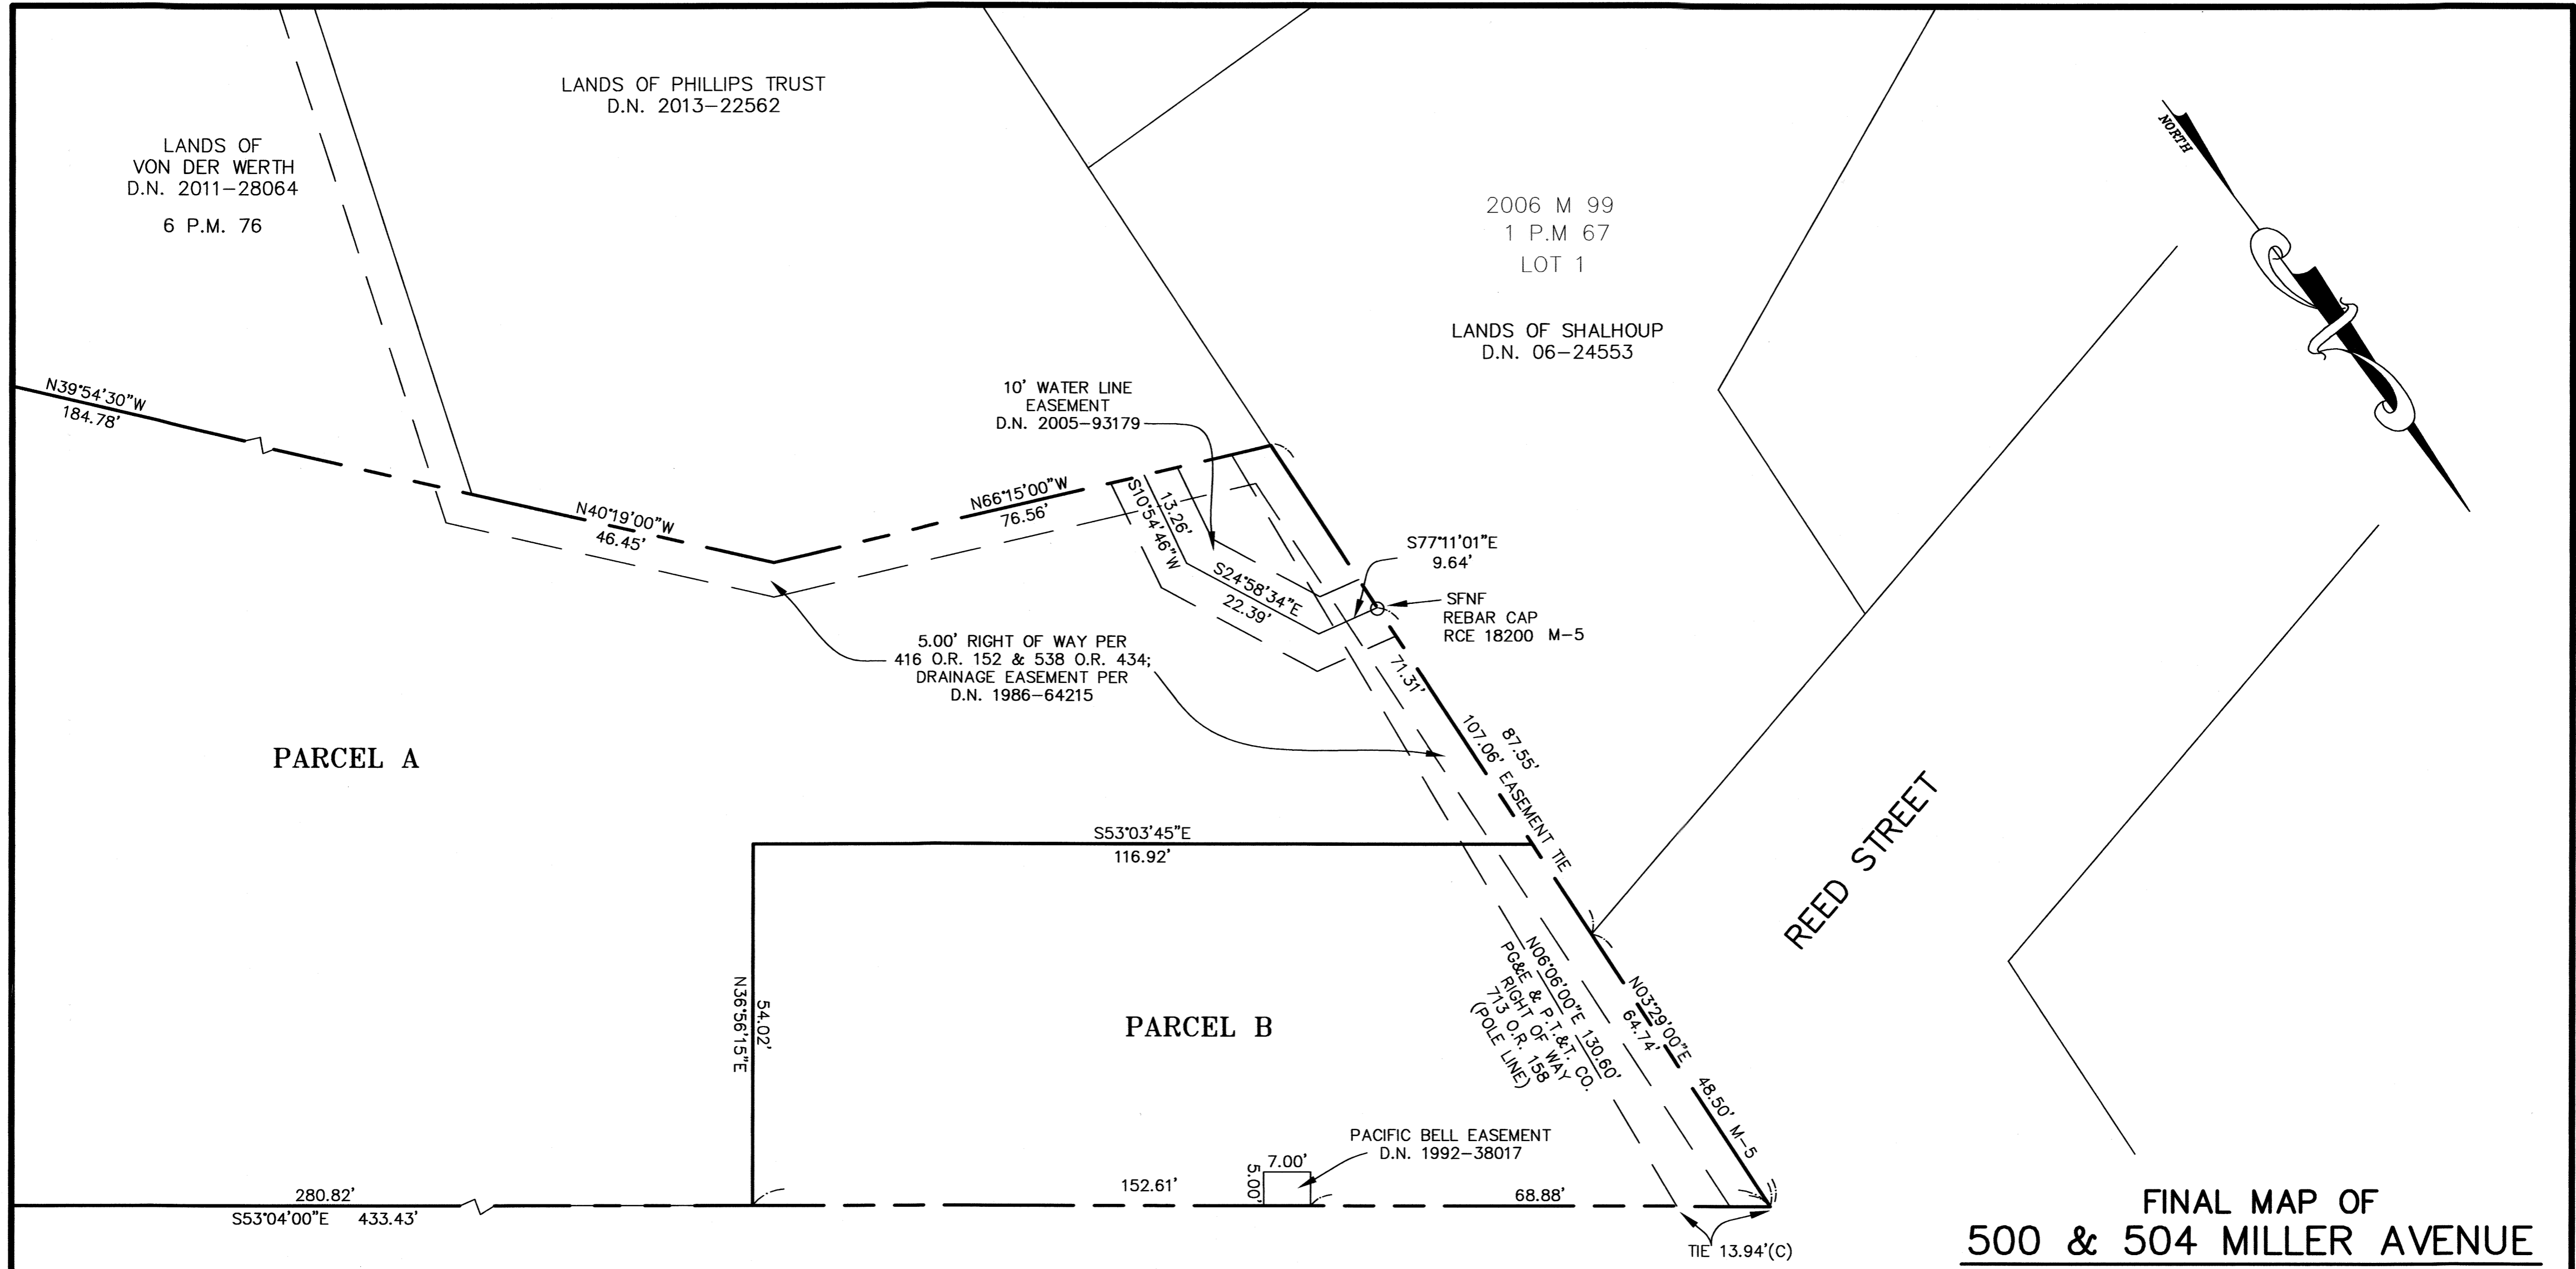 LANDS OF PHILLIPS TRUST
D.N. 2013-22562
LANDS OF
VON DER WERTH
D.N. 2011-28064
6 P.M. 76
NORTH
2006 M 99
1 P.M 67
LOT 1
LANDS OF SHALHOUP
D.N. 06-24553
N39°54'30"W
184.78'
10' WATER LINE
EASEMENT
D.N. 2005-93179
N40°19'00"W
46.45'
N66°15'00"W
76.56'
S10°54'46"W
13.26'
S24°58'34"E
22.39'
S77°11'01"E
9.64'
SFNF
REBAR CAP
RCE 18200 M-5
5.00' RIGHT OF WAY PER
416 O.R. 152 & 538 O.R. 434;
DRAINAGE EASEMENT PER
D.N. 1986-64215
71.31'
87.55'
107.06' EASEMENT TIE
PARCEL A
S53°03'45"E
116.92'
REED STREET
N36°56'15"E
54.02'
PARCEL B
N06°06'00"E 130.60'
PG&E & P.T.&T. CO.
RIGHT OF WAY
713 O.R. 158
(POLE LINE)
N03°29'00"E
64.74'
48.50' M-5
PACIFIC BELL EASEMENT
D.N. 1992-38017
7.00'
5.00'
280.82'
S53°04'00"E 433.43'
152.61'
68.88'
TIE 13.94'(C)
FINAL MAP OF
500 & 504 MILLER AVENUE